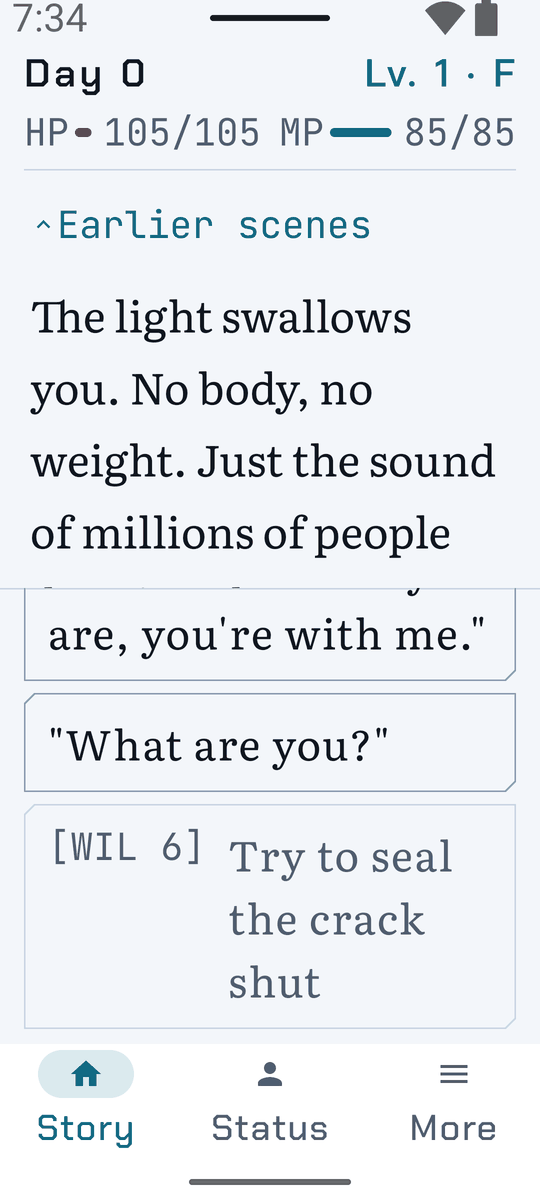 7:34
Day 0
Lv. 1 · F
HP 105/105 MP 85/85
^Earlier scenes
The light swallows
you. No body, no
weight. Just the sound
of millions of people
are, you're with me."
"What are you?"
[WIL 6] Try to seal
the crack
shut
Story Status More